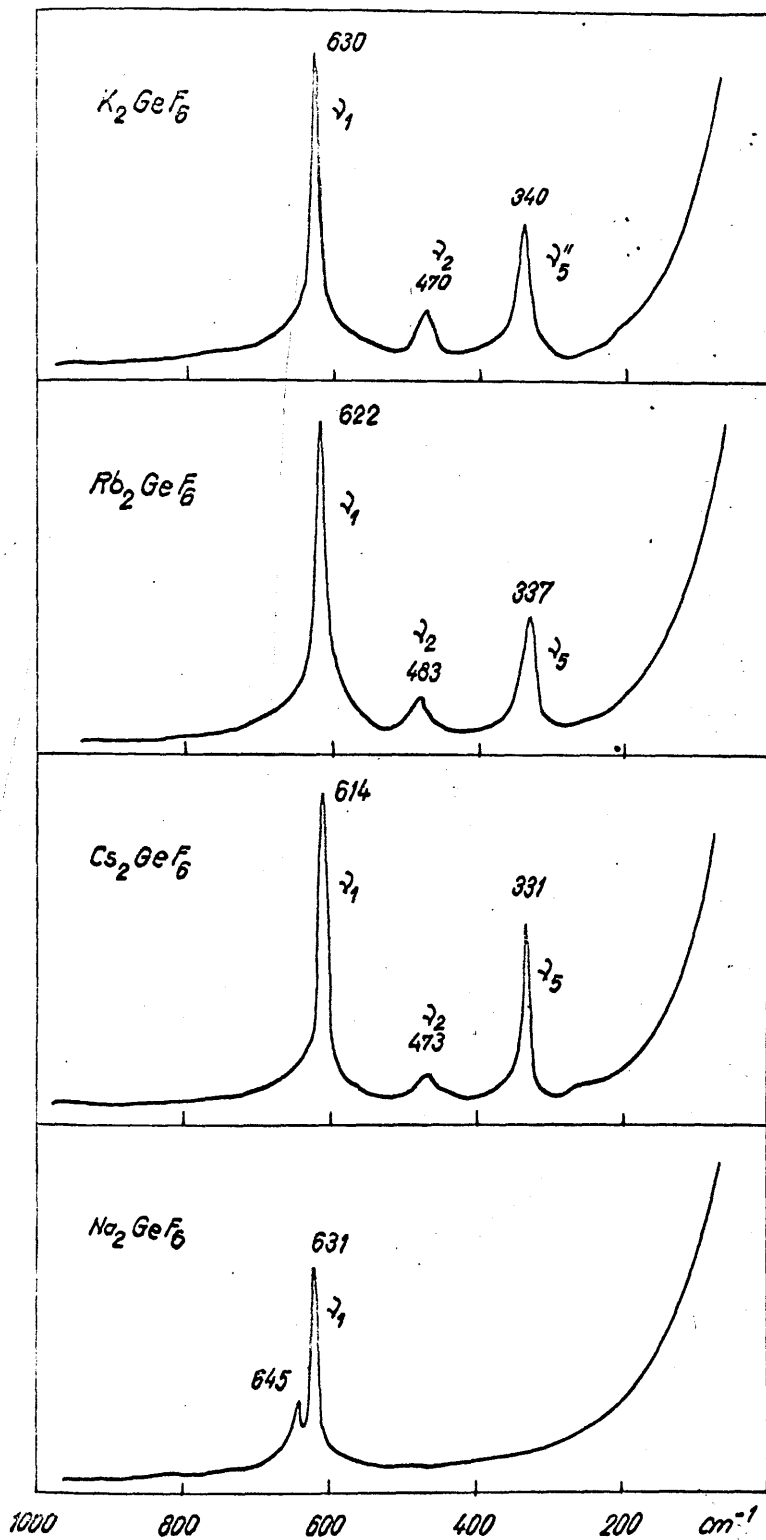 630
K₂GeF₆
ν₁
340
ν₂
ν₅″
470
622
Rb₂GeF₆
ν₁
337
ν₂
ν₅
483
614
Cs₂GeF₆
ν₁
331
ν₅
ν₂
473
Na₂GeF₆
631
ν₁
645
1000 800 600 400 200 cm⁻¹